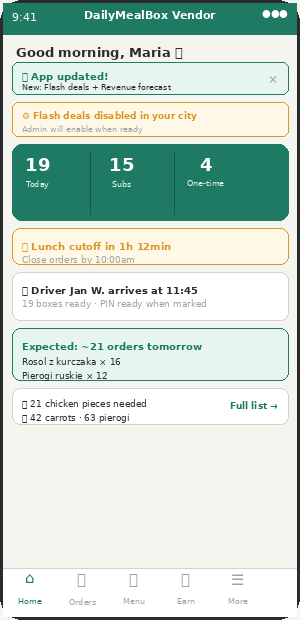 9:41
DailyMealBox Vendor
Good morning, Maria
App updated!
New: Flash deals + Revenue forecast
×
⚙ Flash deals disabled in your city
Admin will enable when ready
19 15 4
Today Subs One-time
Lunch cutoff in 1h 12min
Close orders by 10:00am
Driver Jan W. arrives at 11:45
19 boxes ready · PIN ready when marked
Expected: ~21 orders tomorrow
Rosol z kurczaka × 16
Pierogi ruskie × 12
21 chicken pieces needed
42 carrots · 63 pierogi
Full list →
Home Orders Menu Earn More